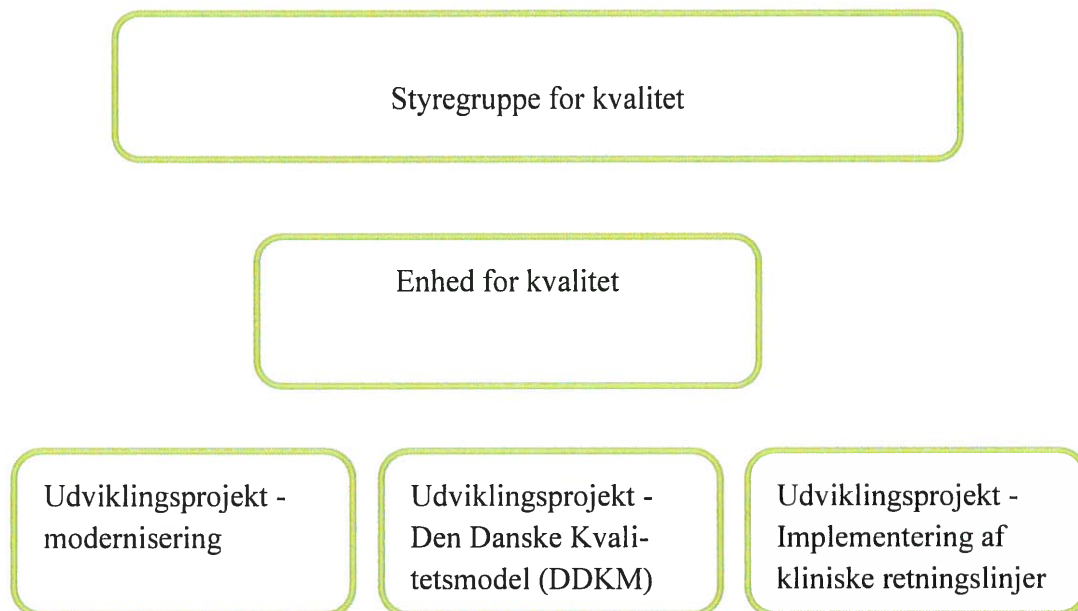 Styregruppe for kvalitet
Enhed for kvalitet
Udviklingsprojekt -
modernisering
Udviklingsprojekt -
Den Danske Kvali-
tetsmodel (DDKM)
Udviklingsprojekt -
Implementering af
kliniske retningslinjer